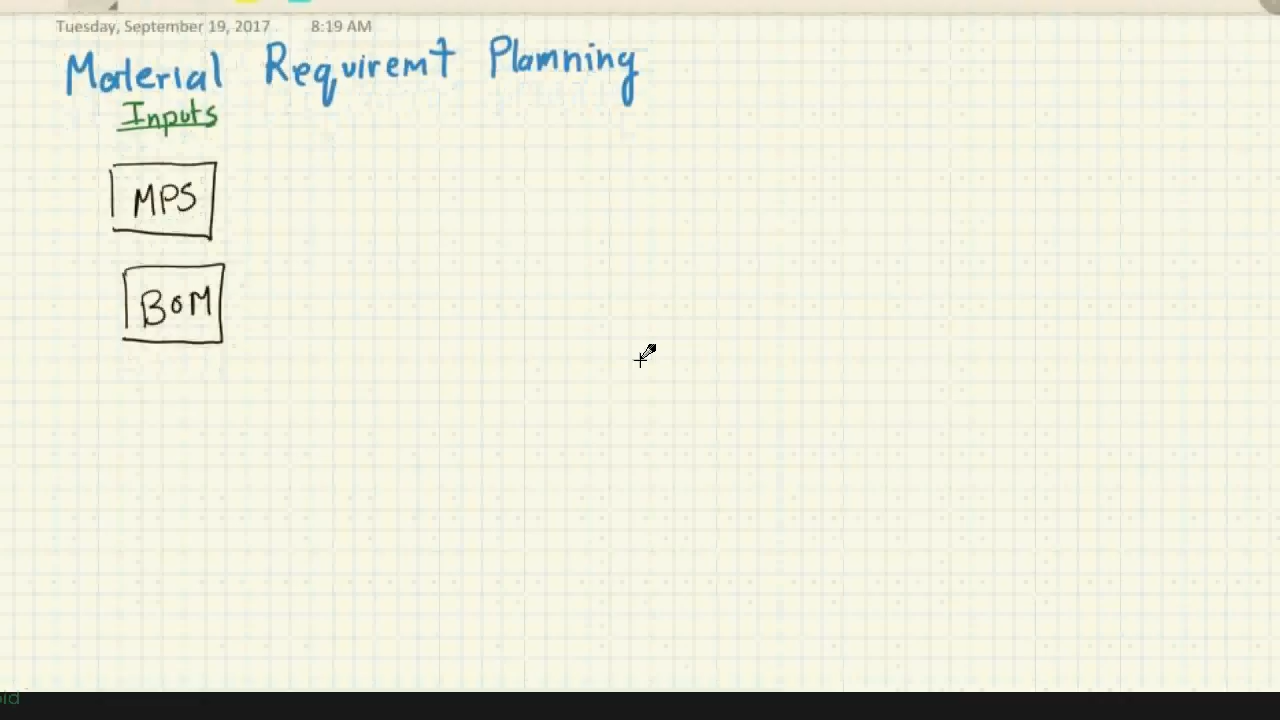 Tuesday, September 19, 2017 8:19 AM
Material Requiremt Planning
Inputs
MPS
BOM